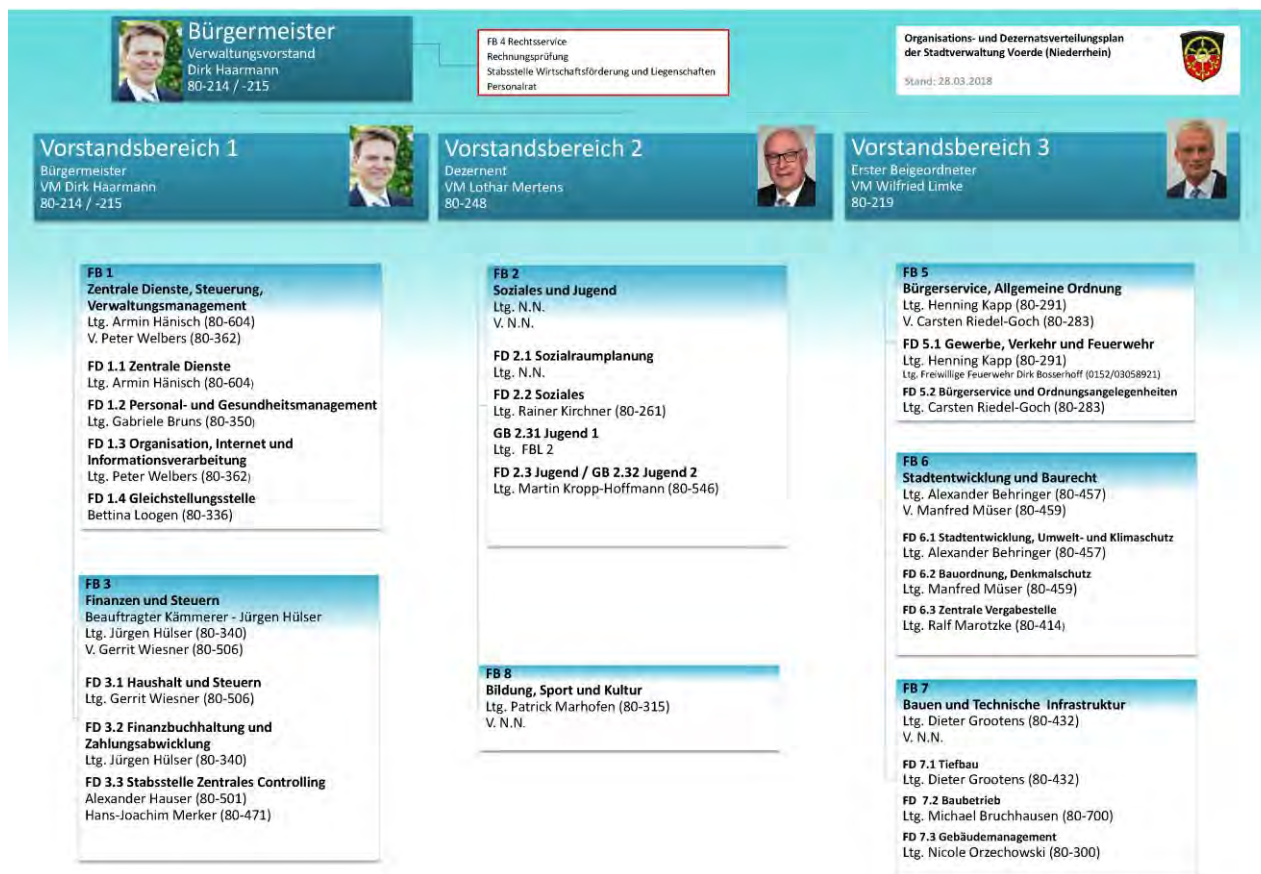 Bürgermeister
Verwaltungsvorstand
Dirk Haarmann
80-214 / -215
FB 4 Rechtsservice
Rechnungsprüfung
Stabsstelle Wirtschaftsförderung und Liegenschaften
Personalrat
Organisations- und Dezernatsverteilungsplan
der Stadtverwaltung Voerde (Niederrhein)
Stand: 28.03.2018
Vorstandsbereich 1
Bürgermeister
VM Dirk Haarmann
80-214 / -215
Vorstandsbereich 2
Dezernent
VM Lothar Mertens
80-248
Vorstandsbereich 3
Erster Beigeordneter
VM Wilfried Limke
80-219
FB 1
Zentrale Dienste, Steuerung,
Verwaltungsmanagement
Ltg. Armin Hänisch (80-604)
V. Peter Welbers (80-362)
FD 1.1 Zentrale Dienste
Ltg. Armin Hänisch (80-604)
FD 1.2 Personal- und Gesundheitsmanagement
Ltg. Gabriele Bruns (80-350)
FD 1.3 Organisation, Internet und
Informationsverarbeitung
Ltg. Peter Welbers (80-362)
FD 1.4 Gleichstellungsstelle
Bettina Loogen (80-336)
FB 3
Finanzen und Steuern
Beauftragter Kämmerer - Jürgen Hülser
Ltg. Jürgen Hülser (80-340)
V. Gerrit Wiesner (80-506)
FD 3.1 Haushalt und Steuern
Ltg. Gerrit Wiesner (80-506)
FD 3.2 Finanzbuchhaltung und
Zahlungsabwicklung
Ltg. Jürgen Hülser (80-340)
FD 3.3 Stabsstelle Zentrales Controlling
Alexander Hauser (80-501)
Hans-Joachim Merker (80-471)
FB 2
Soziales und Jugend
Ltg. N.N.
V. N.N.
FD 2.1 Sozialraumplanung
Ltg. N.N.
FD 2.2 Soziales
Ltg. Rainer Kirchner (80-261)
GB 2.31 Jugend 1
Ltg. FBL 2
FD 2.3 Jugend / GB 2.32 Jugend 2
Ltg. Martin Kropp-Hoffmann (80-546)
FB 8
Bildung, Sport und Kultur
Ltg. Patrick Marhofen (80-315)
V. N.N.
FB 5
Bürgerservice, Allgemeine Ordnung
Ltg. Henning Kapp (80-291)
V. Carsten Riedel-Goch (80-283)
FD 5.1 Gewerbe, Verkehr und Feuerwehr
Ltg. Henning Kapp (80-291)
Ltg. Freiwillige Feuerwehr Dirk Bosserhoff (0152/03058921)
FD 5.2 Bürgerservice und Ordnungsangelegenheiten
Ltg. Carsten Riedel-Goch (80-283)
FB 6
Stadtentwicklung und Baurecht
Ltg. Alexander Behringer (80-457)
V. Manfred Müser (80-459)
FD 6.1 Stadtentwicklung, Umwelt- und Klimaschutz
Ltg. Alexander Behringer (80-457)
FD 6.2 Bauordnung, Denkmalschutz
Ltg. Manfred Müser (80-459)
FD 6.3 Zentrale Vergabestelle
Ltg. Ralf Marotzke (80-414)
FB 7
Bauen und Technische Infrastruktur
Ltg. Dieter Grootens (80-432)
V. N.N.
FD 7.1 Tiefbau
Ltg. Dieter Grootens (80-432)
FD 7.2 Baubetrieb
Ltg. Michael Bruchhausen (80-700)
FD 7.3 Gebäudemanagement
Ltg. Nicole Orzechowski (80-300)